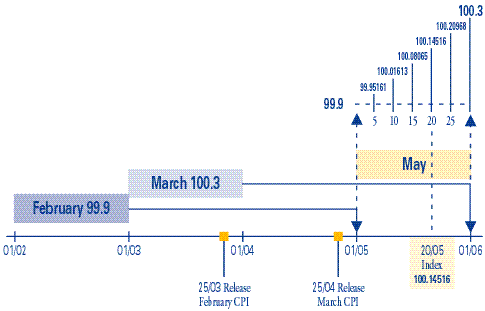 100.3
100.20968
100.14516
100.08065
100.01613
99.95161
99.9
5 10 15 20 25
May
March 100.3
February 99.9
01/02 01/03 01/04 01/05 20/05 01/06
Index
100.14516
25/03 Release
February CPI
25/04 Release
March CPI